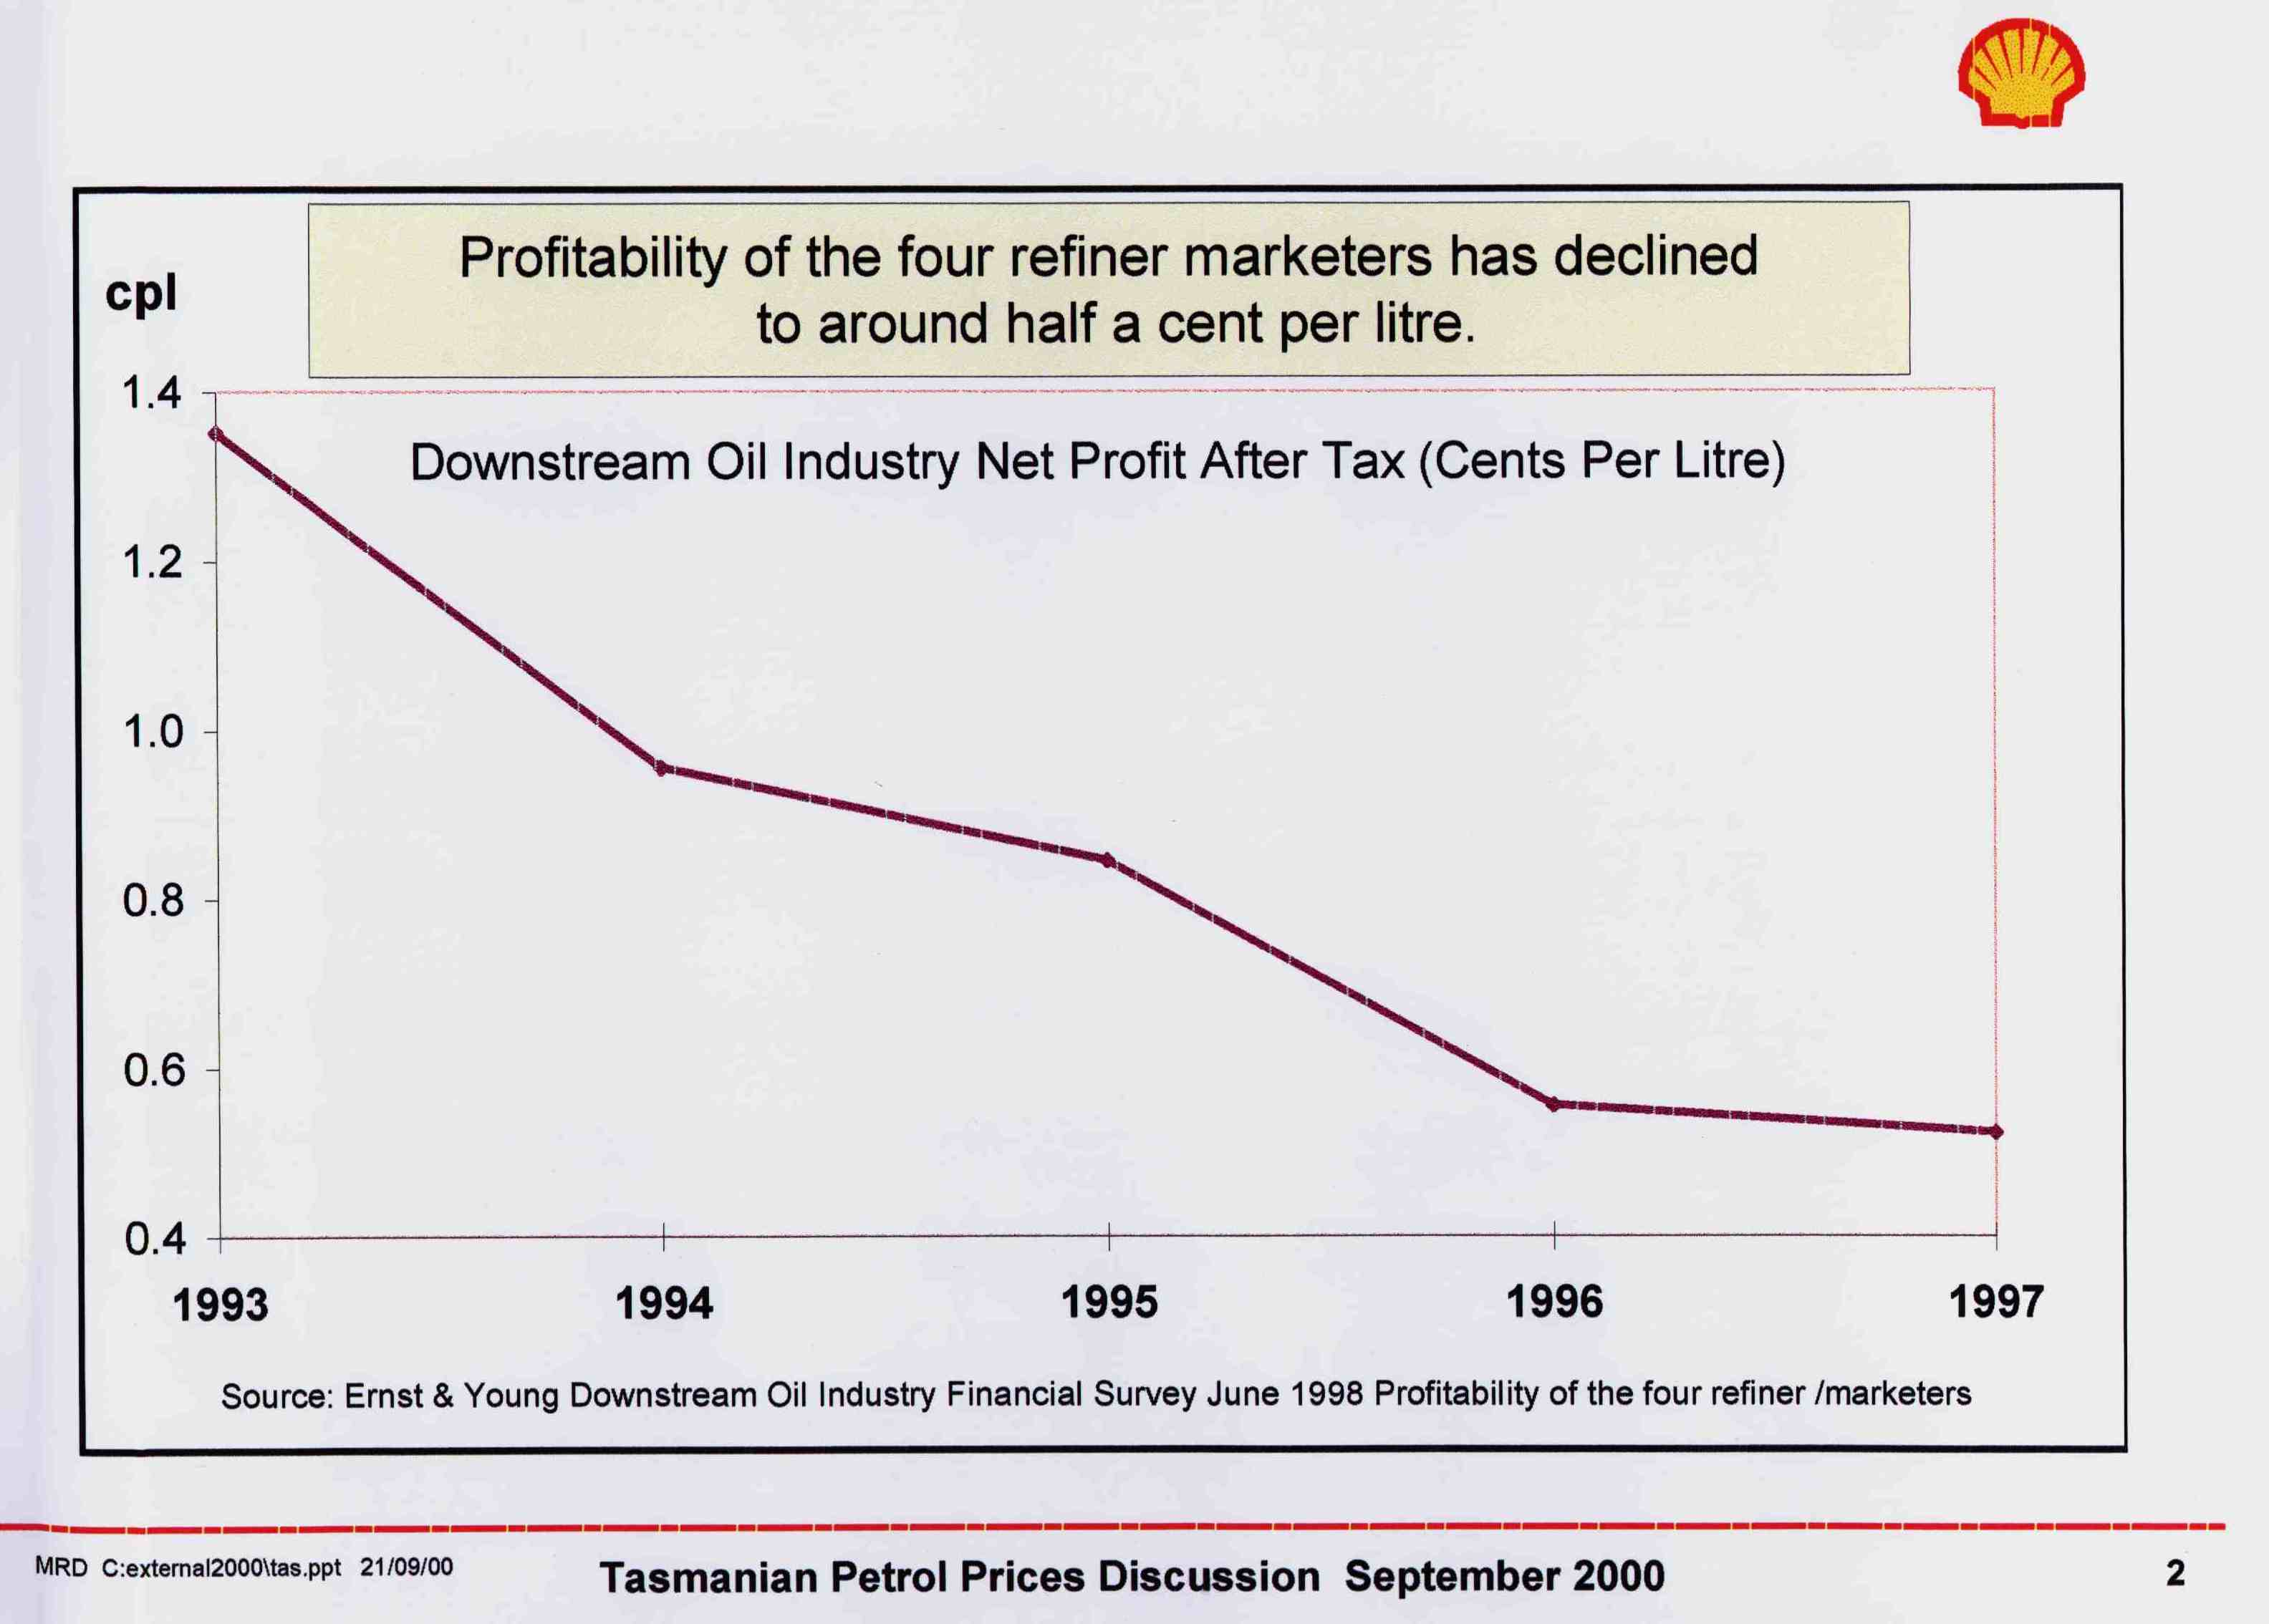 Profitability of the four refiner marketers has declined
to around half a cent per litre.
cpl
Downstream Oil Industry Net Profit After Tax (Cents Per Litre)
1.4
1.2
1.0
0.8
0.6
0.4
1993 1994 1995 1996 1997
Source: Ernst & Young Downstream Oil Industry Financial Survey June 1998 Profitability of the four refiner /marketers
MRD C:external2000\tas.ppt 21/09/00 Tasmanian Petrol Prices Discussion September 2000 2